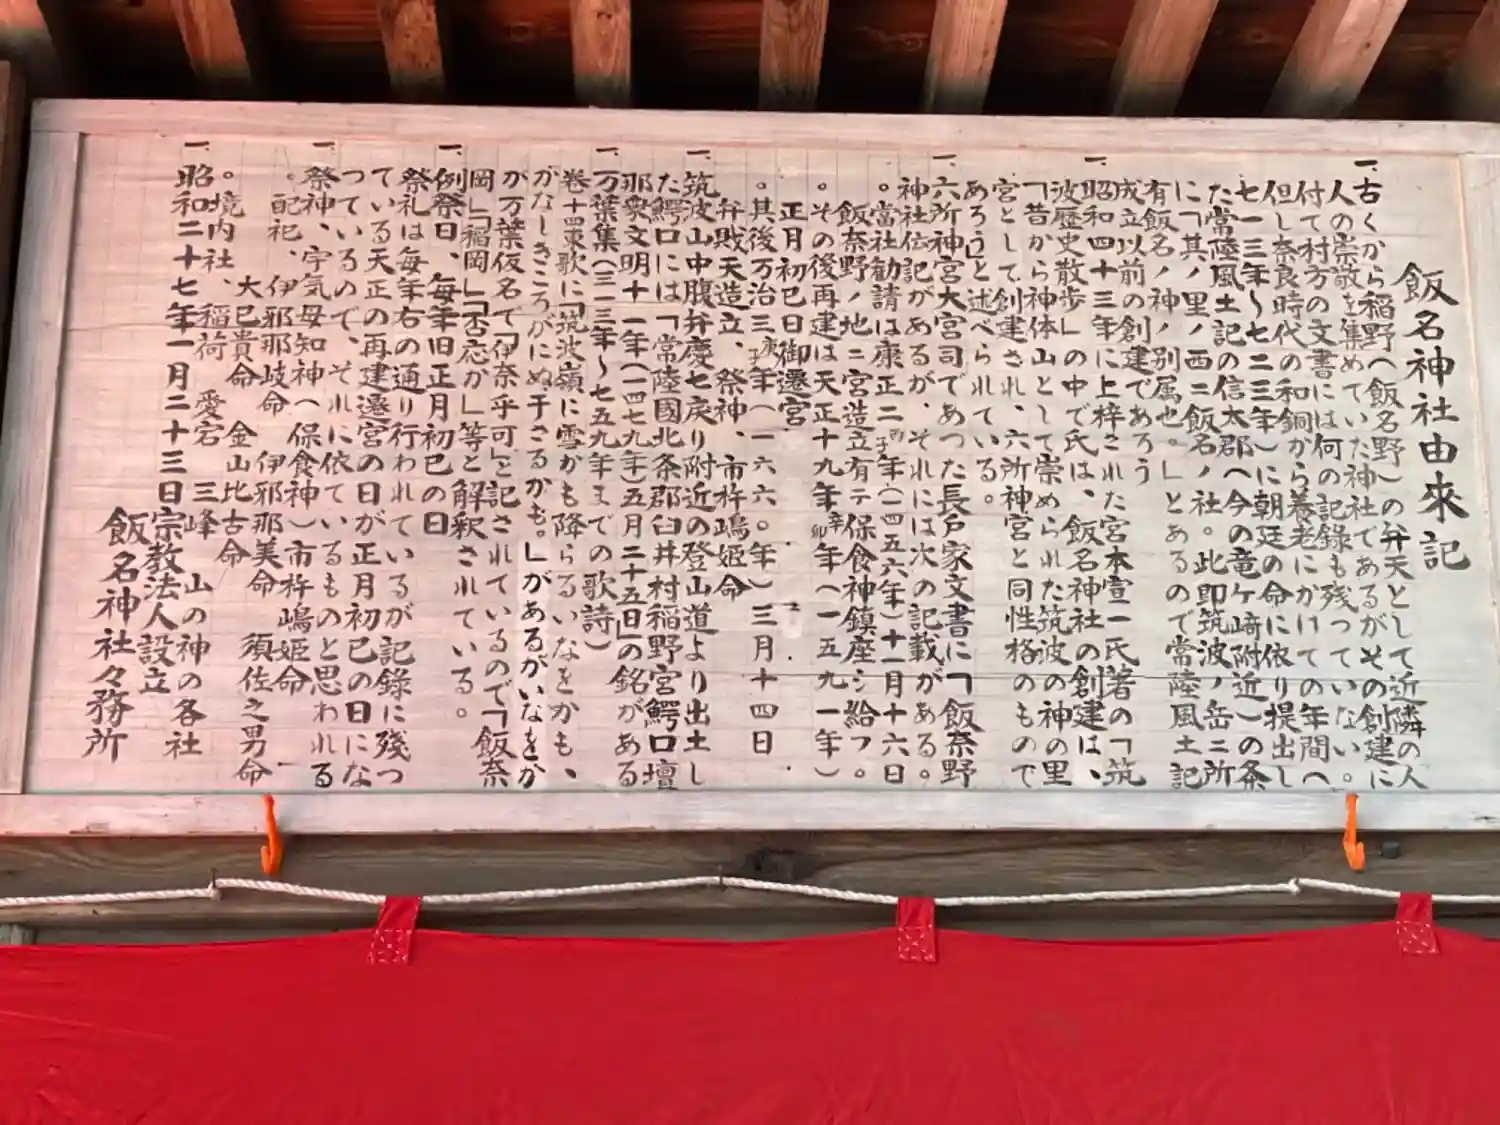 飯名神社由來記
一、古くから稲野へ飯名野)の弁天として近隣の人
人の崇敬を集めていた神社であるがその創建に
付て村方の文書には何の記録も残っていない。
但し奈良時代の和銅から養老にかけての年間へ
七一三年〜七二三年)に朝廷の命に依り提出し
た常陸風土記の信太郡へ今の竜ケ﨑附近)の条
に「其ノ里ノ西ニ飯名ノ社。此即筑波ノ岳ニ所
有飯名ノ神ノ別属也。」とあるので常陸風土記
成立以前の創建であろう
一、昭和四十三年に上梓された宮本宣一氏著の「筑
波歴史散歩」の中で氏は、飯名神社の創建は、
「昔から神体山として崇められた筑波の神の里
宮として創建され、六所神宮と同性格のもので
あろう」と述べられている。
一、六所神宮大宮司であつた長戸家文書に「飯奈野
神社伝記があるが、それには次の記載がある。
。當社勧請は康正二丙子年(一四五六年)十一月十六日
飯奈野ノ地ニ宮造立有テ保食神鎮座シ給フ。
。その後再建は天正十九年辛卯年(一五九一年)
正月初巳日御遷宮
。其後万治三庚子年(一六六。年)三月十四日
弁財天造立、祭神、市杵嶋姫命
一、筑波山中腹弁慶七戻り附近の登山道より出土し
た鰐口には「常陸國北条郡臼井村稲野宮鰐口壇
那衆文明十一年(一四七九年)五月二十五日」の銘がある
一、万葉集(三一三年〜七五九年までの歌詩)
巻十四東歌に「筑波嶺に雪かも降らるいなをかも、
かなしきころがにぬ干さるかも。」があるがいなをか
が万葉仮名で「伊奈乎可」と記されているので「飯奈
岡」「稲岡」「否応が」等と解釈されている。
一、例祭日、毎年旧正月初巳の日
祭礼は毎年右の通り行われているが記録に残つ
ている天正の再建遷宮の日が正月初巳の日にな
つているので、それに依ているものと思われる
一、祭神、宇気母知神へ保食神)市杵嶋姫命
。配祀、伊邪那岐命　伊邪那美命　須佐之男命
大己貴命　金山比古命
。境内社、稲荷　愛宕　三峰　山の神の各社
一、昭和二十七年一月二十三日宗教法人設立
飯名神社々務所